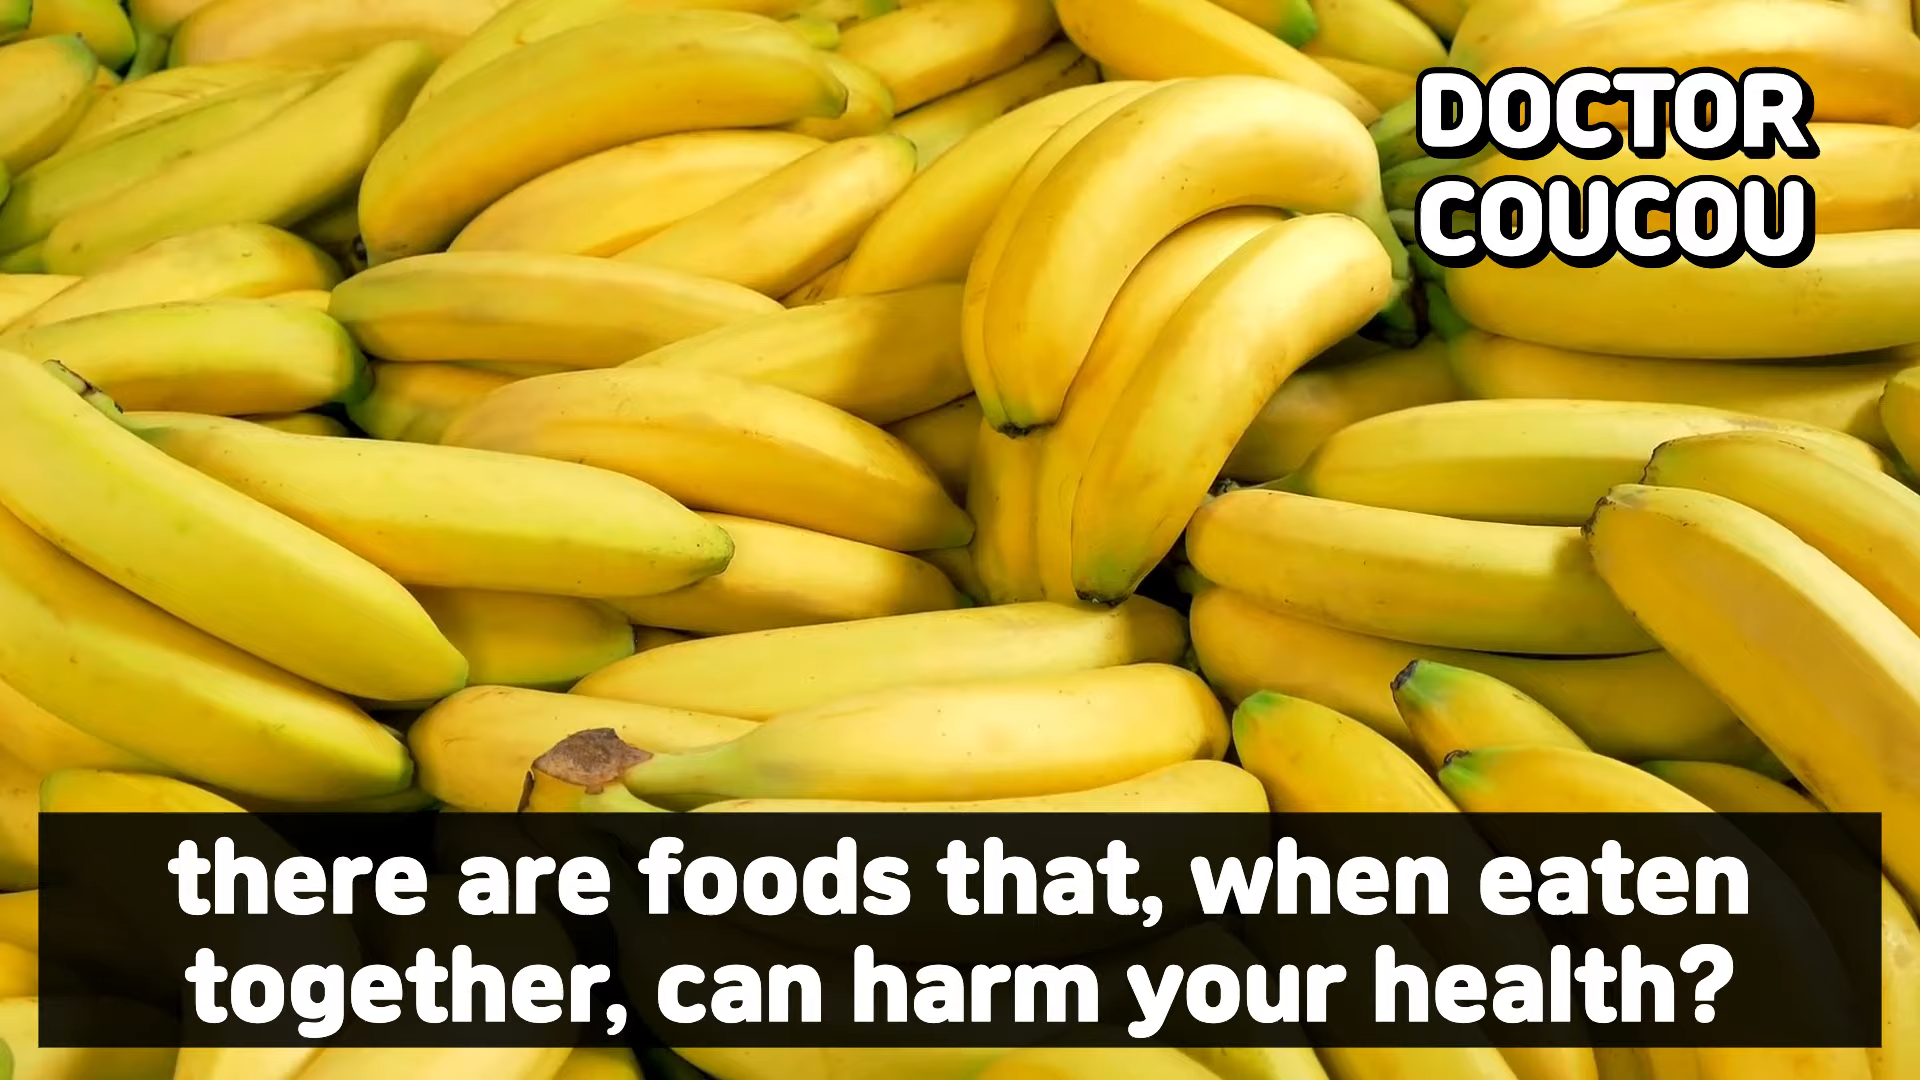 DOCTOR
COUCOU
there are foods that, when eaten
together, can harm your health?